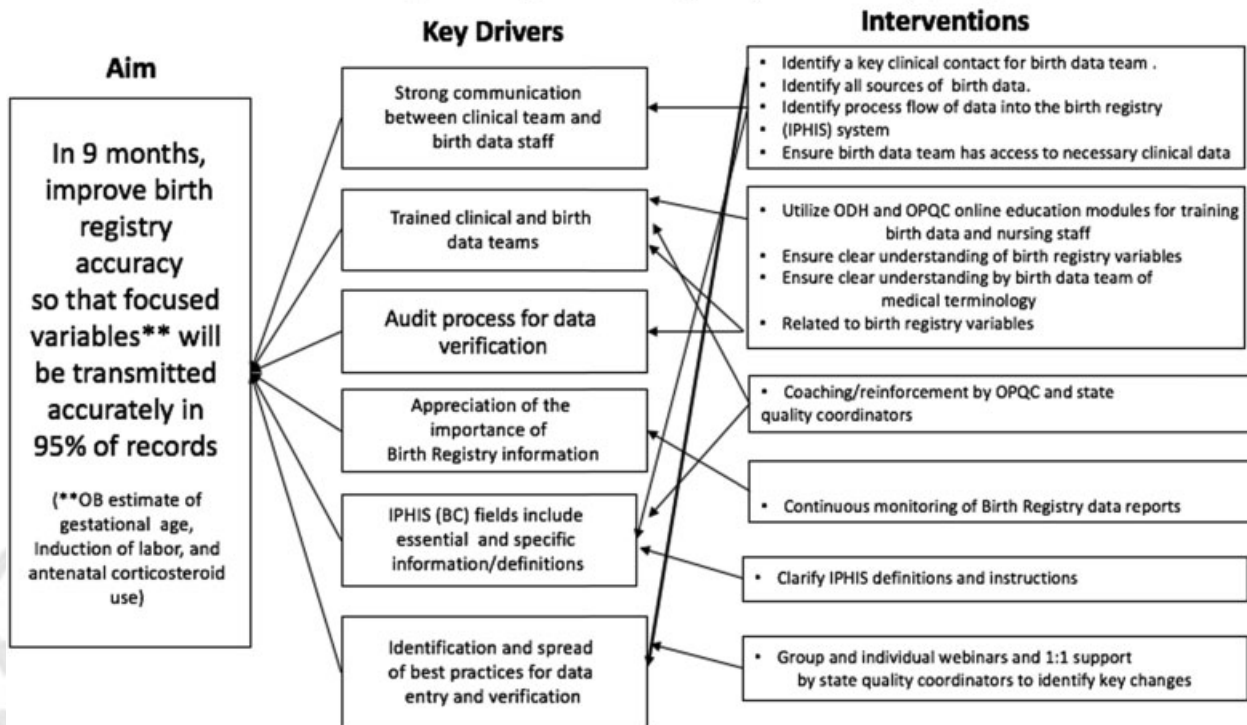 Aim
In 9 months,
improve birth
registry
accuracy
so that focused
variables** will
be transmitted
accurately in
95% of records
(**OB estimate of
gestational age,
Induction of labor, and
antenatal corticosteroid
use)
Key Drivers
Strong communication
between clinical team and
birth data staff
Trained clinical and birth
data teams
Audit process for data
verification
Appreciation of the
importance of
Birth Registry information
IPHIS (BC) fields include
essential and specific
information/definitions
Identification and spread
of best practices for data
entry and verification
Interventions
• Identify a key clinical contact for birth data team .
• Identify all sources of birth data.
• Identify process flow of data into the birth registry
• (IPHIS) system
• Ensure birth data team has access to necessary clinical data
• Utilize ODH and OPQC online education modules for training
birth data and nursing staff
• Ensure clear understanding of birth registry variables
• Ensure clear understanding by birth data team of
medical terminology
• Related to birth registry variables
• Coaching/reinforcement by OPQC and state
quality coordinators
• Continuous monitoring of Birth Registry data reports
• Clarify IPHIS definitions and instructions
• Group and individual webinars and 1:1 support
by state quality coordinators to identify key changes